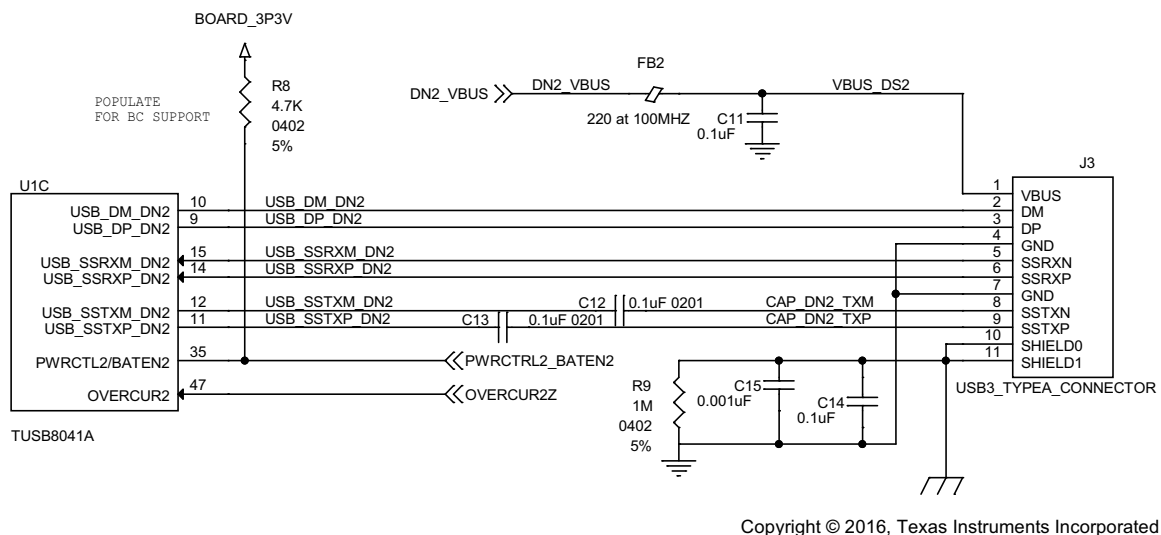 BOARD_3P3V
R8
4.7K
0402
5%
POPULATE
FOR BC SUPPORT
FB2
DN2_VBUS
DN2_VBUS
VBUS_DS2
220 at 100MHZ
C11
0.1uF
J3
U1C
USB_DM_DN2
10
USB_DM_DN2
USB_DP_DN2
9
USB_DP_DN2
USB_SSRXM_DN2
15
USB_SSRXM_DN2
USB_SSRXP_DN2
14
USB_SSRXP_DN2
USB_SSTXM_DN2
12
USB_SSTXM_DN2
C12
0.1uF 0201
CAP_DN2_TXM
USB_SSTXP_DN2
11
USB_SSTXP_DN2
C13
0.1uF 0201
CAP_DN2_TXP
PWRCTL2/BATEN2
35
PWRCTRL2_BATEN2
OVERCUR2
47
OVERCUR2Z
TUSB8041A
1
VBUS
2
DM
3
DP
4
GND
5
SSRXN
6
SSRXP
7
GND
8
SSTXN
9
SSTXP
10
SHIELD0
11
SHIELD1
USB3_TYPEA_CONNECTOR
R9
1M
0402
5%
C15
0.001uF
C14
0.1uF
Copyright © 2016, Texas Instruments Incorporated